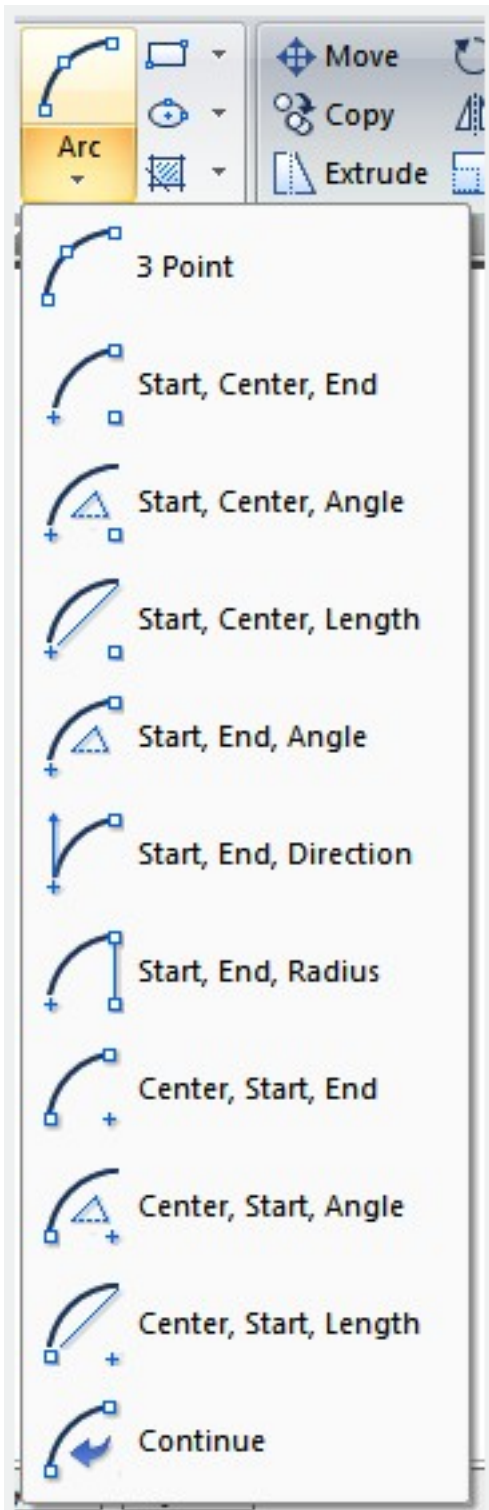 Arc
Move
Copy
Extrude
3 Point
Start, Center, End
Start, Center, Angle
Start, Center, Length
Start, End, Angle
Start, End, Direction
Start, End, Radius
Center, Start, End
Center, Start, Angle
Center, Start, Length
Continue